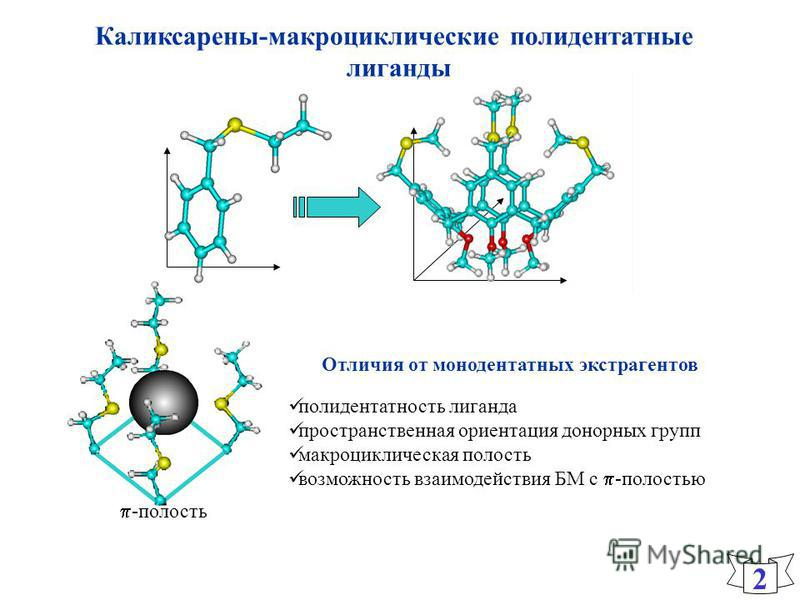 Каликсарены-макроциклические полидентатные
лиганды
Отличия от монодентатных экстрагентов
✓полидентатность лиганда
✓пространственная ориентация донорных групп
✓макроциклическая полость
✓возможность взаимодействия БМ с π-полостью
π-полость
MyShared
2